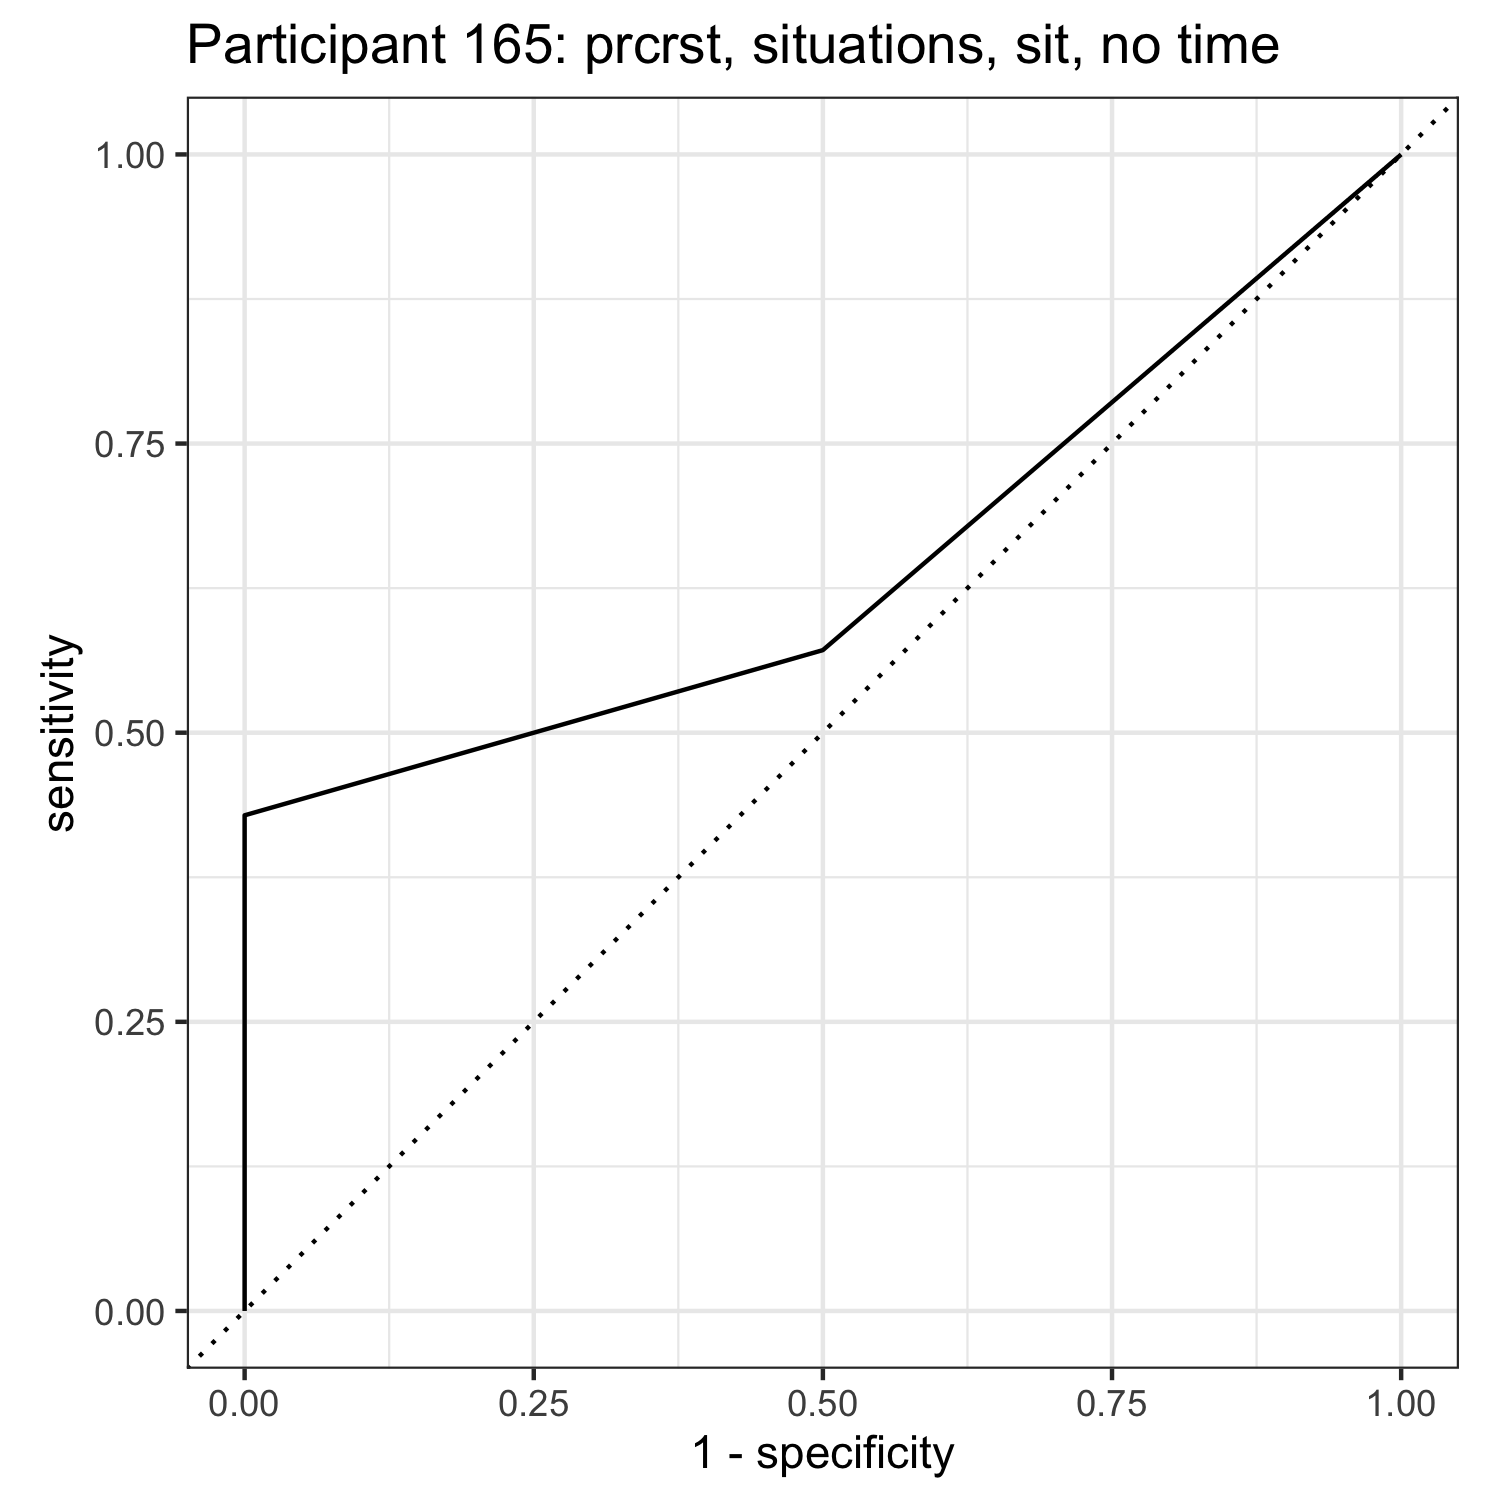 Participant 165: prcrst, situations, sit, no time
1.00
0.75
0.50
0.25
0.00
sensitivity
0.00 0.25 0.50 0.75 1.00
1 - specificity